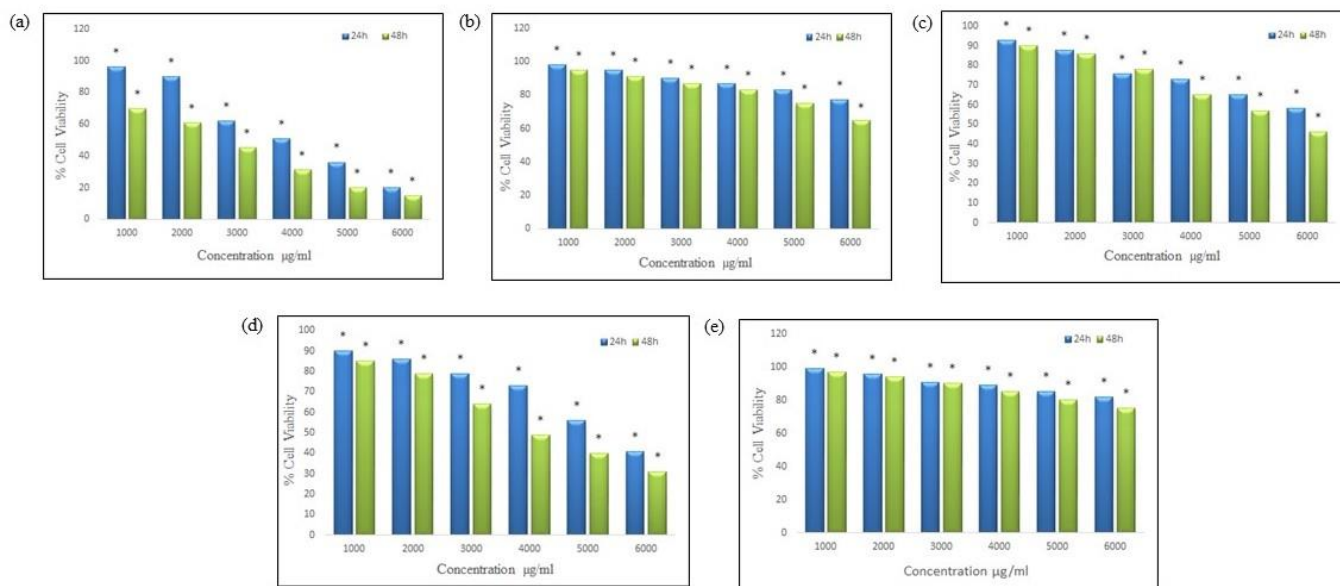 (a)
120
100
80
60
40
20
0
% Cell Viability
24h 48h
* * * * * * * * * * * *
1000 2000 3000 4000 5000 6000
Concentration µg/ml
(b)
120
100
80
60
40
20
0
% Cell Viability
24h 48h
* * * * * * * * * * * *
1000 2000 3000 4000 5000 6000
Concentration µg/ml
(c)
100
90
80
70
60
50
40
30
20
10
0
% Cell Viability
24h 48h
* * * * * * * * * * * *
1000 2000 3000 4000 5000 6000
Concentration µg/ml
(d)
100
90
80
70
60
50
40
30
20
10
0
% Cell Viability
24h 48h
* * * * * * * * * * * *
1000 2000 3000 4000 5000 6000
Concentration µg/ml
(e)
120
100
80
60
40
20
0
% Cell Viability
24h 48h
* * * * * * * * * * * *
1000 2000 3000 4000 5000 6000
Concentration µg/ml